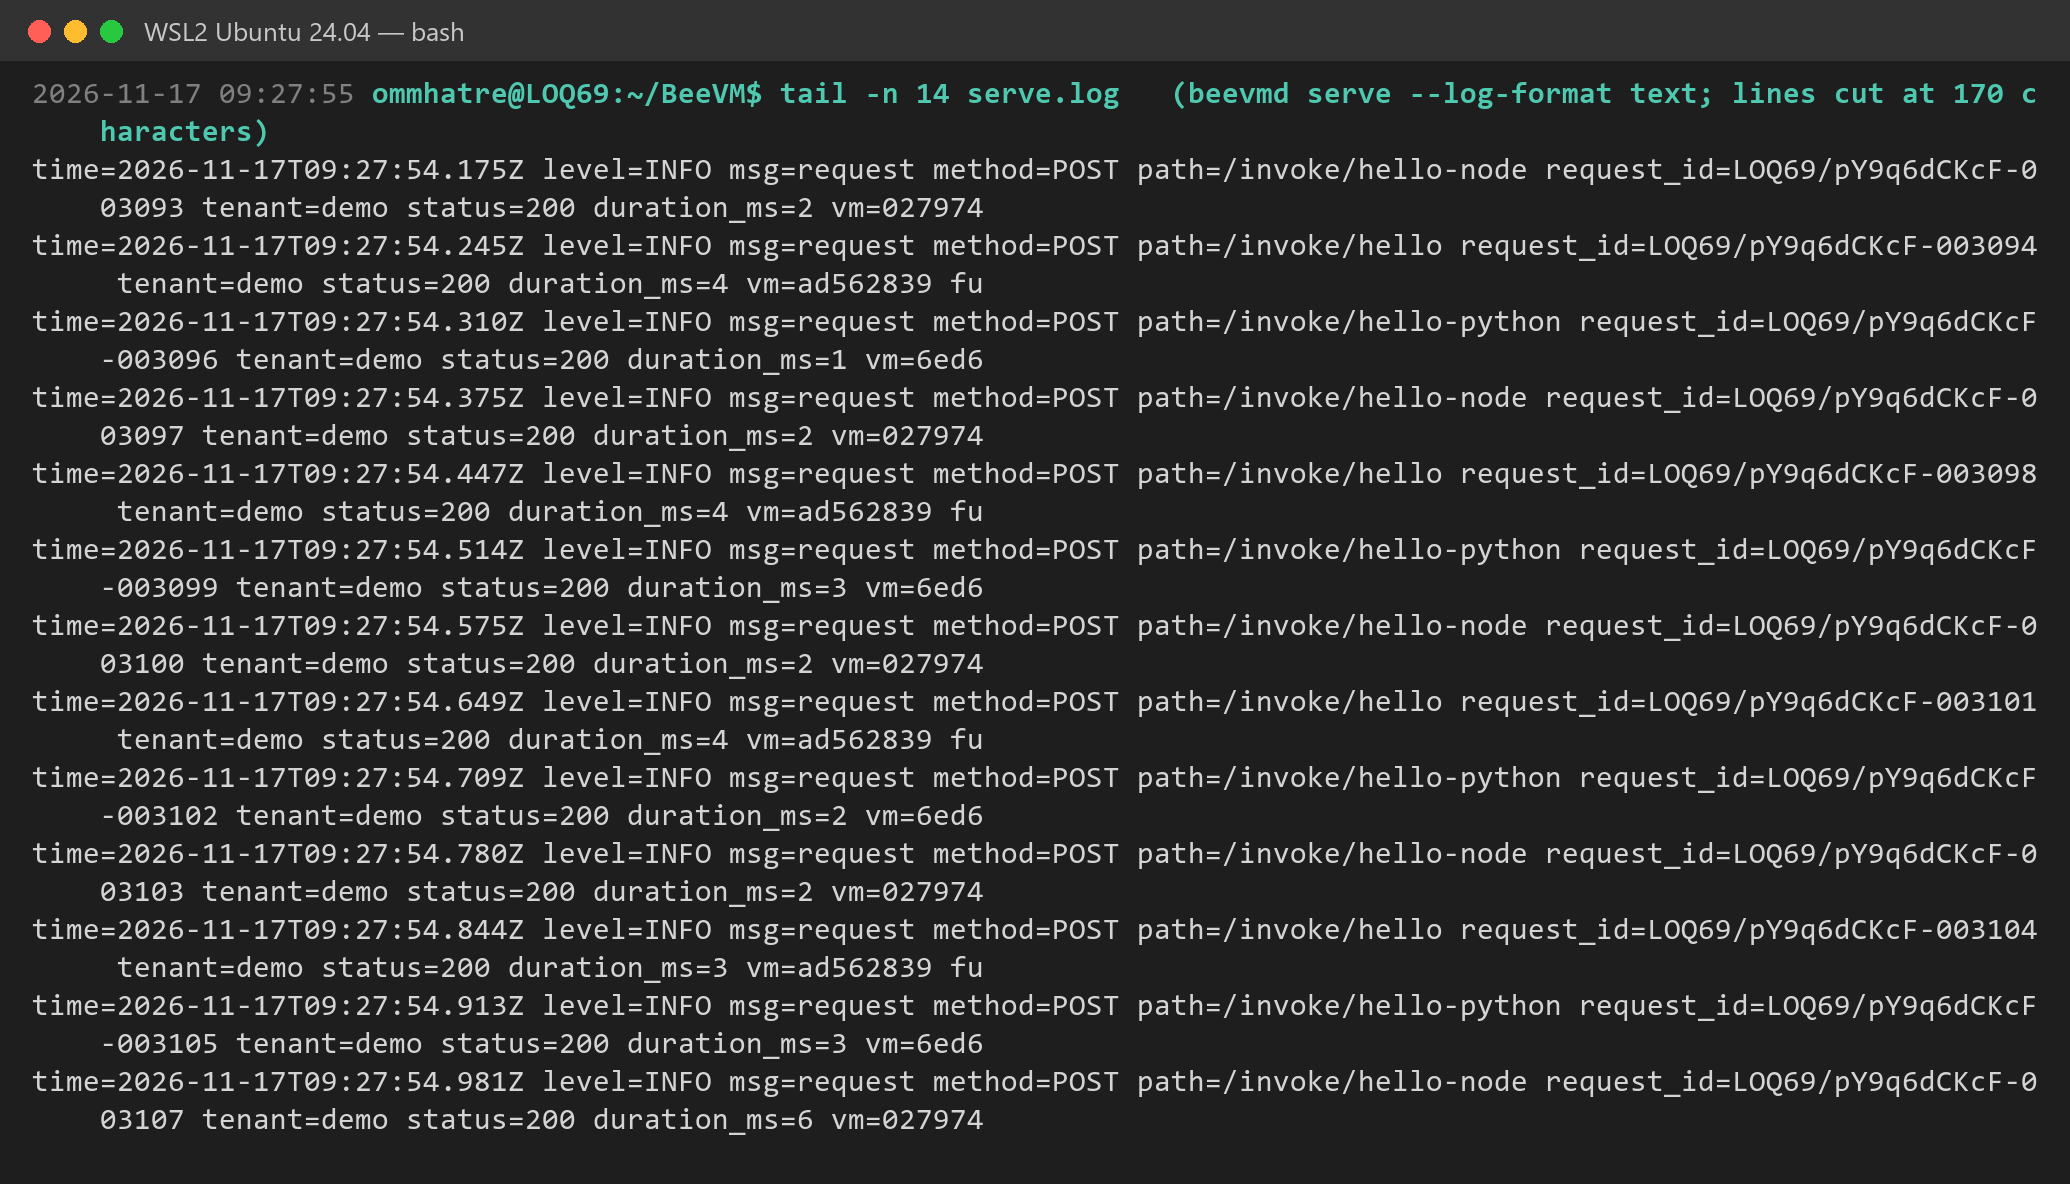 WSL2 Ubuntu 24.04 — bash
2026-11-17 09:27:55 ommhatre@LOQ69:~/BeeVM$ tail -n 14 serve.log   (beevmd serve --log-format text; lines cut at 170 c
haracters)
time=2026-11-17T09:27:54.175Z level=INFO msg=request method=POST path=/invoke/hello-node request_id=LOQ69/pY9q6dCKcF-0
03093 tenant=demo status=200 duration_ms=2 vm=027974
time=2026-11-17T09:27:54.245Z level=INFO msg=request method=POST path=/invoke/hello request_id=LOQ69/pY9q6dCKcF-003094
tenant=demo status=200 duration_ms=4 vm=ad562839 fu
time=2026-11-17T09:27:54.310Z level=INFO msg=request method=POST path=/invoke/hello-python request_id=LOQ69/pY9q6dCKcF
-003096 tenant=demo status=200 duration_ms=1 vm=6ed6
time=2026-11-17T09:27:54.375Z level=INFO msg=request method=POST path=/invoke/hello-node request_id=LOQ69/pY9q6dCKcF-0
03097 tenant=demo status=200 duration_ms=2 vm=027974
time=2026-11-17T09:27:54.447Z level=INFO msg=request method=POST path=/invoke/hello request_id=LOQ69/pY9q6dCKcF-003098
tenant=demo status=200 duration_ms=4 vm=ad562839 fu
time=2026-11-17T09:27:54.514Z level=INFO msg=request method=POST path=/invoke/hello-python request_id=LOQ69/pY9q6dCKcF
-003099 tenant=demo status=200 duration_ms=3 vm=6ed6
time=2026-11-17T09:27:54.575Z level=INFO msg=request method=POST path=/invoke/hello-node request_id=LOQ69/pY9q6dCKcF-0
03100 tenant=demo status=200 duration_ms=2 vm=027974
time=2026-11-17T09:27:54.649Z level=INFO msg=request method=POST path=/invoke/hello request_id=LOQ69/pY9q6dCKcF-003101
tenant=demo status=200 duration_ms=4 vm=ad562839 fu
time=2026-11-17T09:27:54.709Z level=INFO msg=request method=POST path=/invoke/hello-python request_id=LOQ69/pY9q6dCKcF
-003102 tenant=demo status=200 duration_ms=2 vm=6ed6
time=2026-11-17T09:27:54.780Z level=INFO msg=request method=POST path=/invoke/hello-node request_id=LOQ69/pY9q6dCKcF-0
03103 tenant=demo status=200 duration_ms=2 vm=027974
time=2026-11-17T09:27:54.844Z level=INFO msg=request method=POST path=/invoke/hello request_id=LOQ69/pY9q6dCKcF-003104
tenant=demo status=200 duration_ms=3 vm=ad562839 fu
time=2026-11-17T09:27:54.913Z level=INFO msg=request method=POST path=/invoke/hello-python request_id=LOQ69/pY9q6dCKcF
-003105 tenant=demo status=200 duration_ms=3 vm=6ed6
time=2026-11-17T09:27:54.981Z level=INFO msg=request method=POST path=/invoke/hello-node request_id=LOQ69/pY9q6dCKcF-0
03107 tenant=demo status=200 duration_ms=6 vm=027974